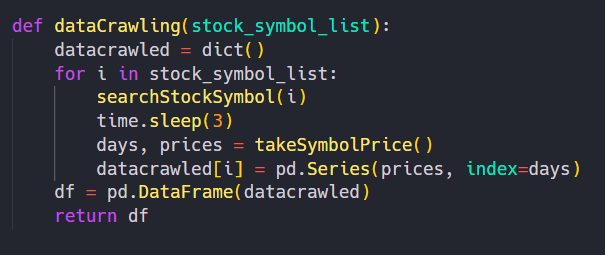 def dataCrawling(stock_symbol_list):
    datacrawled = dict()
    for i in stock_symbol_list:
        searchStockSymbol(i)
        time.sleep(3)
        days, prices = takeSymbolPrice()
        datacrawled[i] = pd.Series(prices, index=days)
    df = pd.DataFrame(datacrawled)
    return df